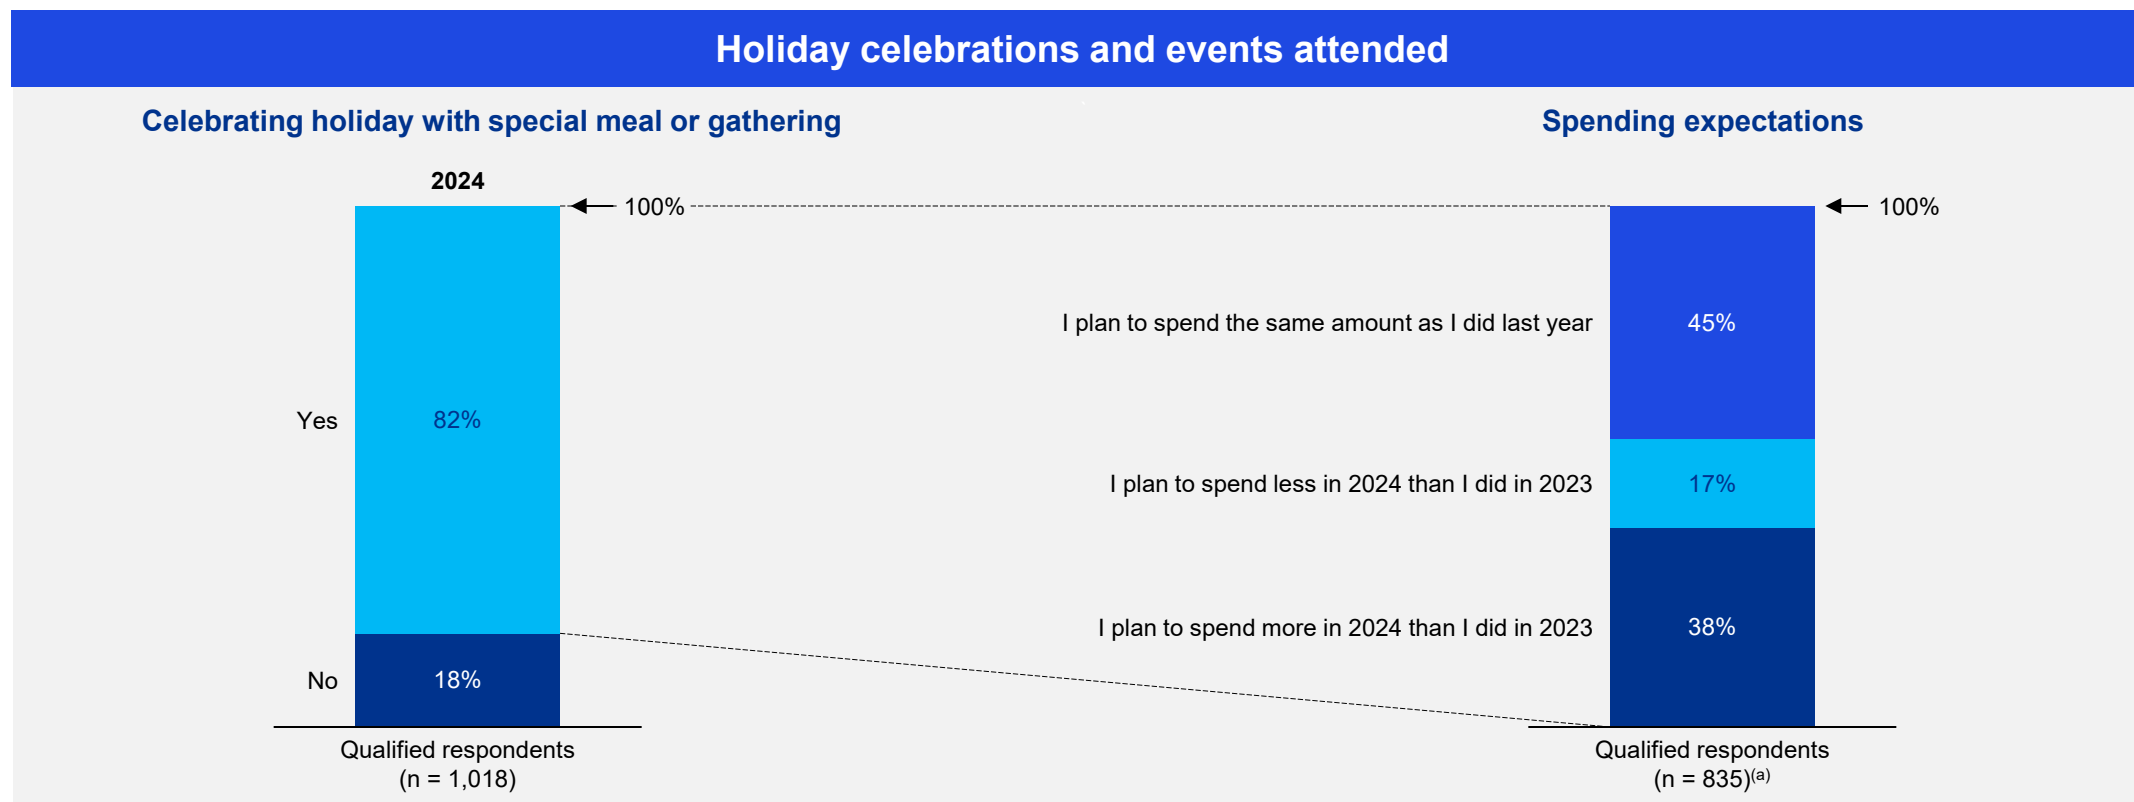 Holiday celebrations and events attended
Celebrating holiday with special meal or gathering
2024
100%
Yes
82%
No
18%
Qualified respondents
(n = 1,018)
Spending expectations
100%
I plan to spend the same amount as I did last year
45%
I plan to spend less in 2024 than I did in 2023
17%
I plan to spend more in 2024 than I did in 2023
38%
Qualified respondents
(n = 835)(a)